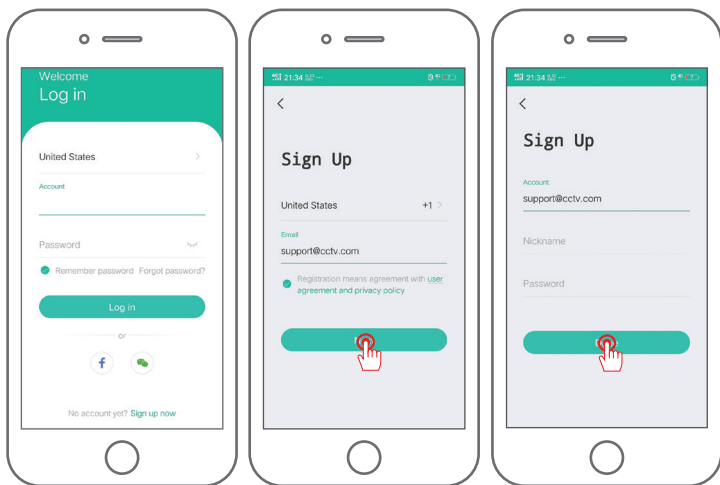 Welcome
Log in
United States
Account
Password
Remember password Forgot password?
Log in
or
f
No account yet? Sign up now
21:34
Sign Up
United States +1
Email
support@cctv.com
Registration means agreement with user
agreement and privacy policy
21:34
Sign Up
Account
support@cctv.com
Nickname
Password